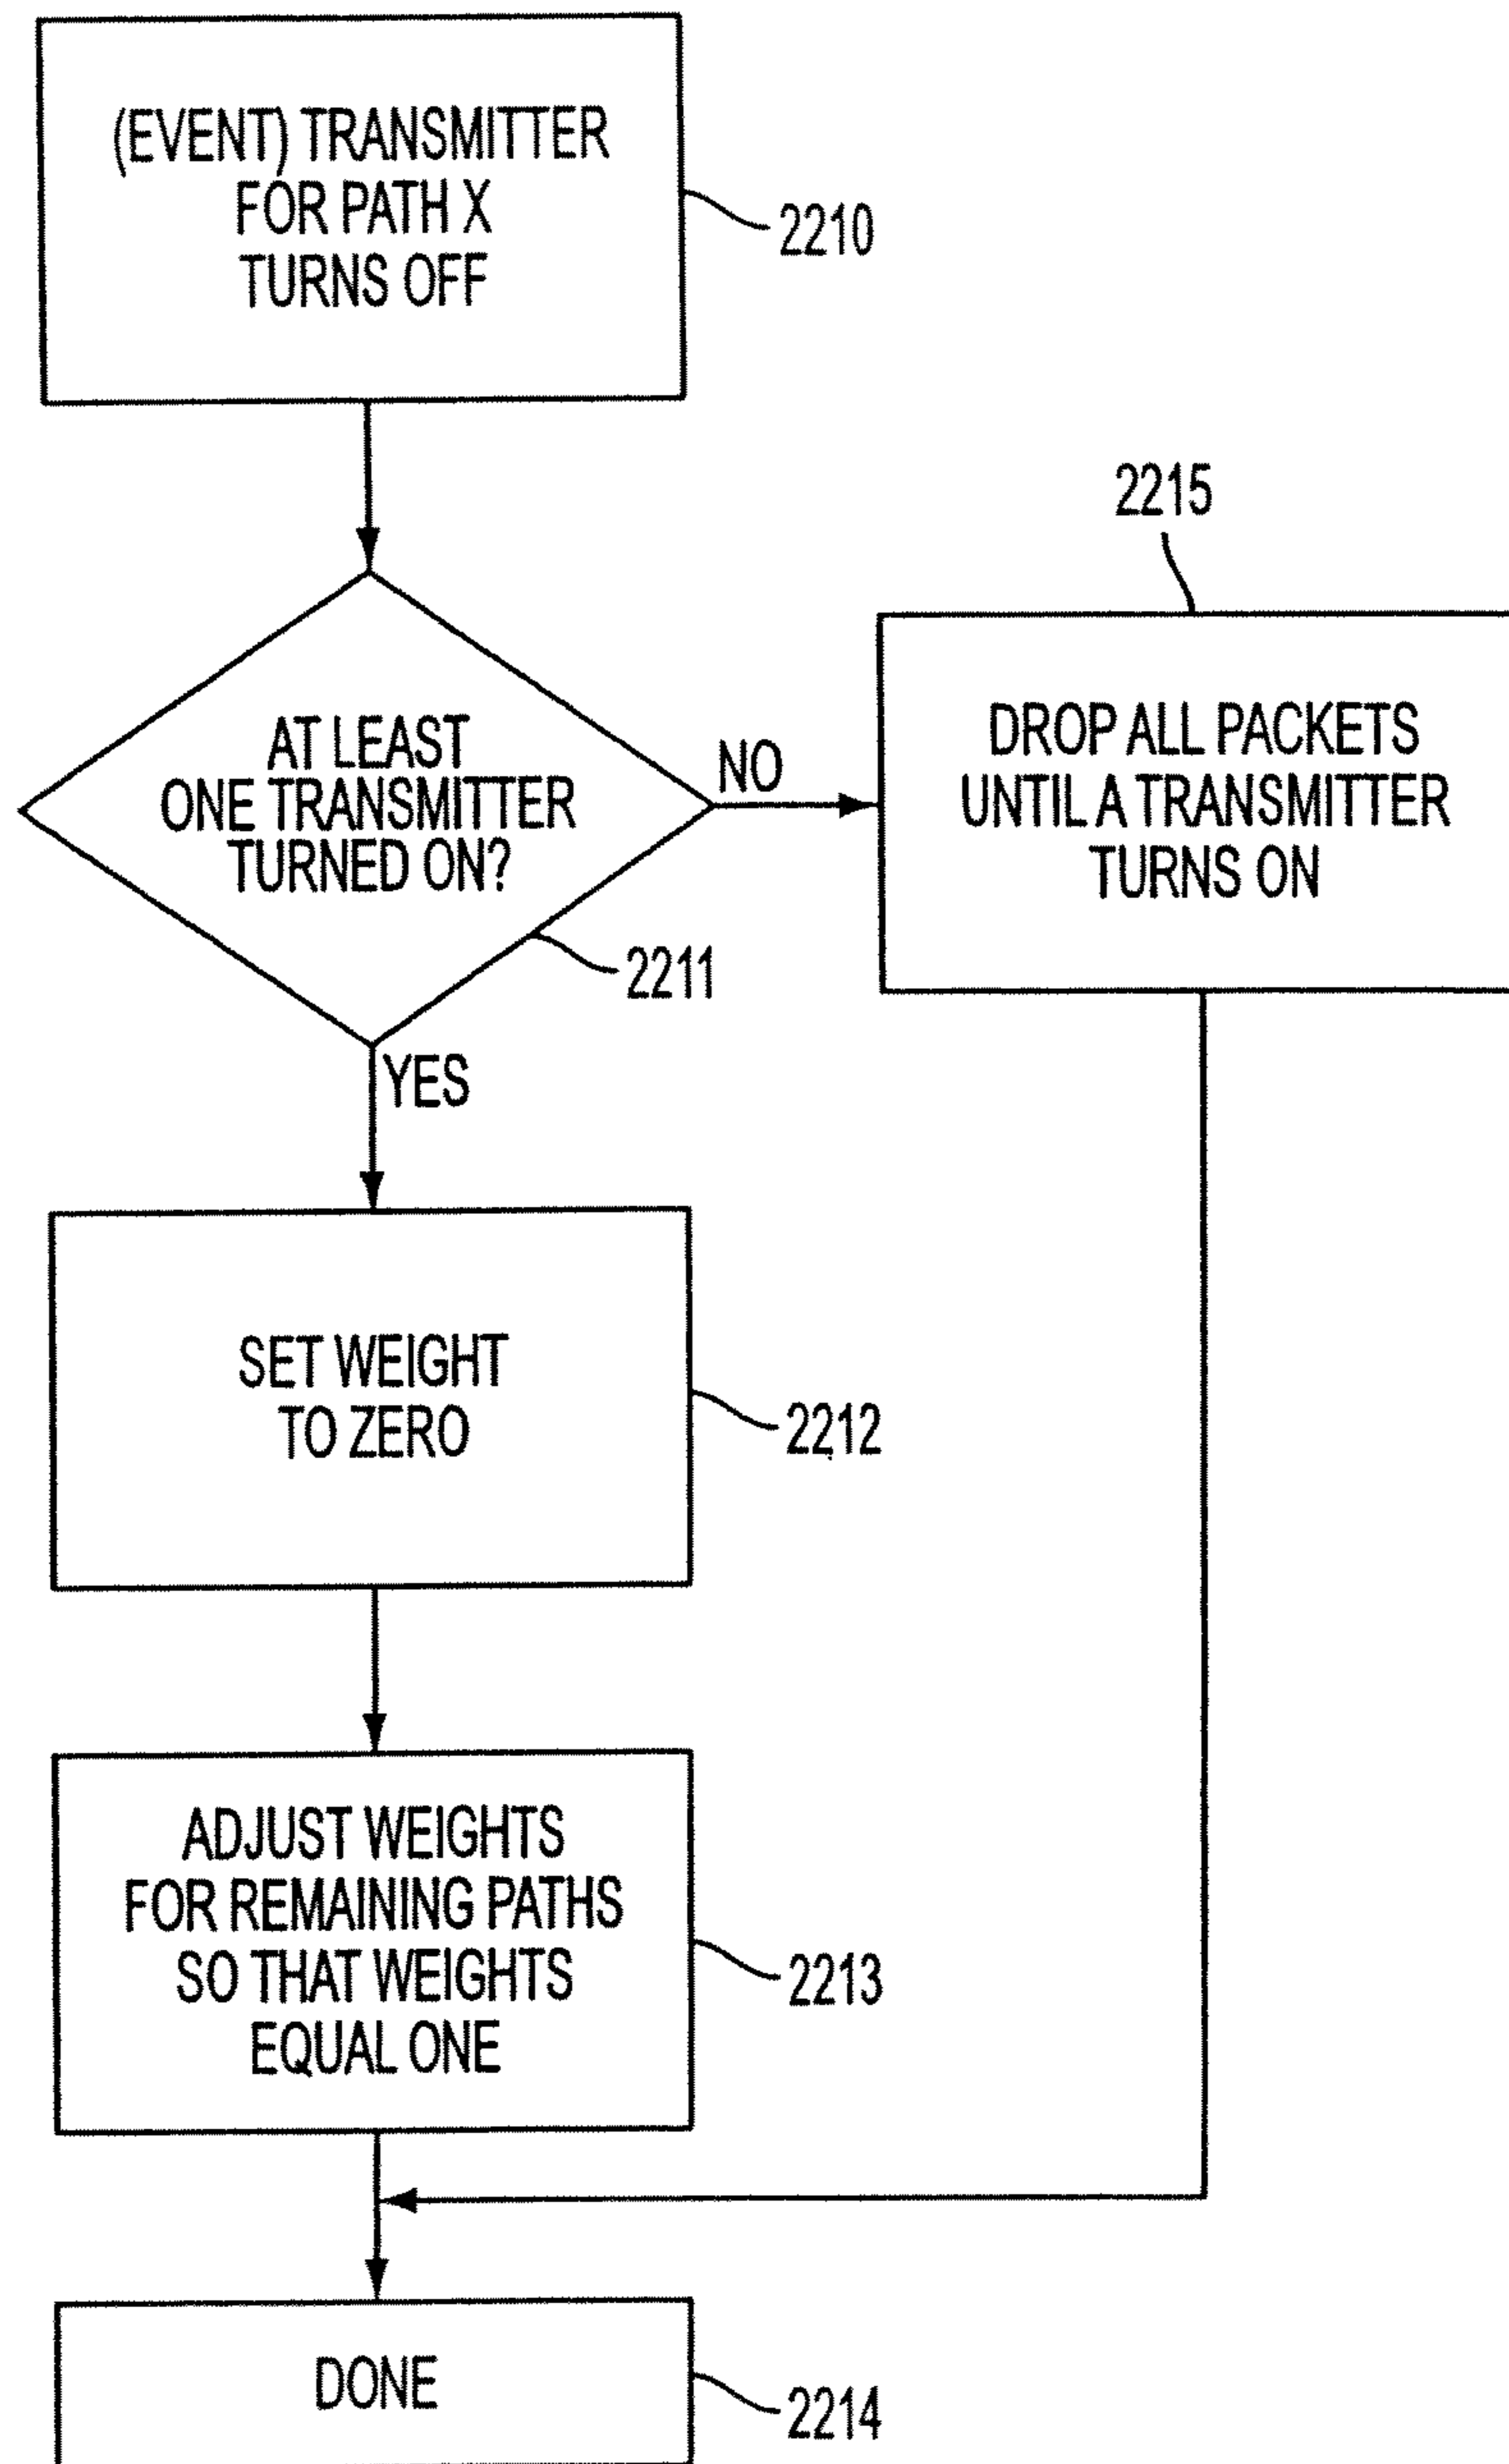 (EVENT) TRANSMITTER
FOR PATH X
TURNS OFF
2210
2215
AT LEAST
ONE TRANSMITTER
TURNED ON?
NO
DROP ALL PACKETS
UNTIL A TRANSMITTER
TURNS ON
2211
YES
SET WEIGHT
TO ZERO
2212
ADJUST WEIGHTS
FOR REMAINING PATHS
SO THAT WEIGHTS
EQUAL ONE
2213
DONE
2214